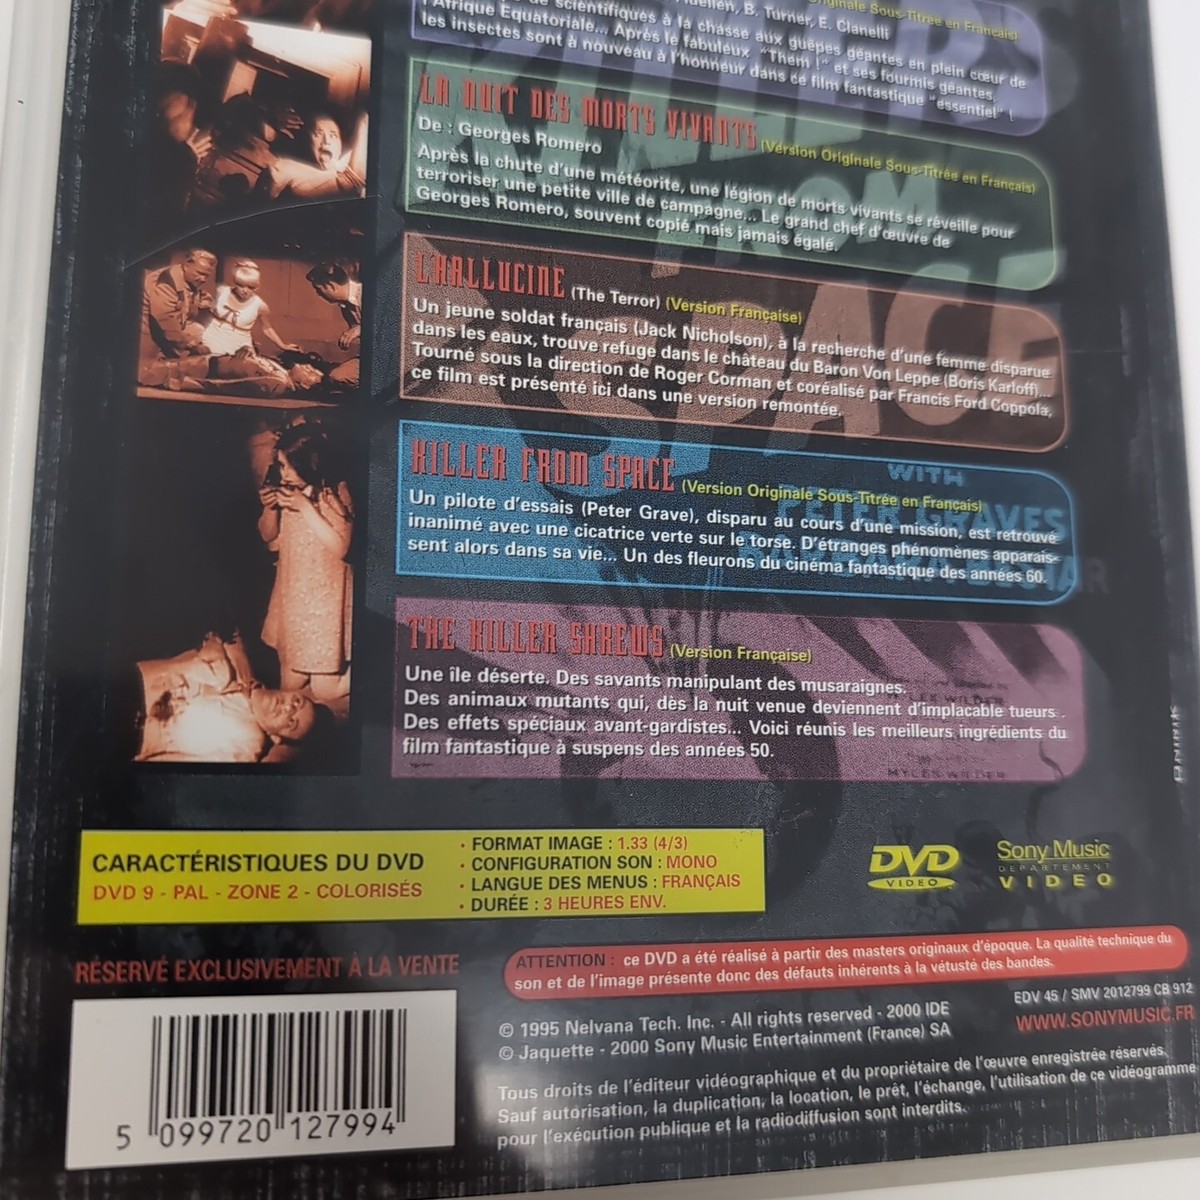 Turner, E. Clanelli
Originale Sous-Titrée en Français)
de scientifiques à la chasse aux guêpes géantes en plein cœur de
l'Afrique Equatoriale... Après le fabuleux "Them !" et ses fourmis géantes,
les insectes sont à nouveau à l'honneur dans ce film fantastique "essentiel" !
LA NUIT DES MORTS VIVANTS (Version Originale Sous-Titrée en Français)
De : Georges Romero
Après la chute d'une météorite, une légion de morts vivants se réveille pour
terroriser une petite ville de campagne... Le grand chef d'œuvre de
Georges Romero, souvent copié mais jamais égalé.
L'HALLUCINE (The Terror) (Version Française)
Un jeune soldat français (Jack Nicholson), à la recherche d'une femme disparue
dans les eaux, trouve refuge dans le château du Baron Von Leppe (Boris Karloff)...
Tourné sous la direction de Roger Corman et coréalisé par Francis Ford Coppola,
ce film est présenté ici dans une version remontée.
KILLER FROM SPACE (Version Originale Sous-Titrée en Français)
Un pilote d'essais (Peter Grave), disparu au cours d'une mission, est retrouvé
inanimé avec une cicatrice verte sur le torse. D'étranges phénomènes apparais-
sent alors dans sa vie... Un des fleurons du cinéma fantastique des années 60.
THE KILLER SHREWS (Version Française)
Une île déserte. Des savants manipulant des musaraignes.
Des animaux mutants qui, dès la nuit venue deviennent d'implacable tueurs .
Des effets spéciaux avant-gardistes... Voici réunis les meilleurs ingrédients du
film fantastique à suspens des années 50.
KILLERS
FROM
SPACE
WITH
PETER GRAVES
MYLES WILDER
CARACTÉRISTIQUES DU DVD
DVD 9 - PAL - ZONE 2 - COLORISÉS
• FORMAT IMAGE : 1.33 (4/3)
• CONFIGURATION SON : MONO
• LANGUE DES MENUS : FRANÇAIS
• DURÉE : 3 HEURES ENV.
DVD
VIDEO
Sony Music
DEPARTEMENT
VIDEO
RÉSERVÉ EXCLUSIVEMENT À LA VENTE
ATTENTION : ce DVD a été réalisé à partir des masters originaux d'époque. La qualité technique du
son et de l'image présente donc des défauts inhérents à la vétusté des bandes.
EDV 45 / SMV 2012799 CB 912
WWW.SONYMUSIC.FR
© 1995 Nelvana Tech. Inc. - All rights reserved - 2000 IDE
© Jaquette - 2000 Sony Music Entertainment (France) SA
Tous droits de l'éditeur vidéographique et du propriétaire de l'œuvre enregistrée réservés.
Sauf autorisation, la duplication, la location, le prêt, l'échange, l'utilisation de ce vidéogramme
pour l'exécution publique et la radiodiffusion sont interdits.
5 099720 127994